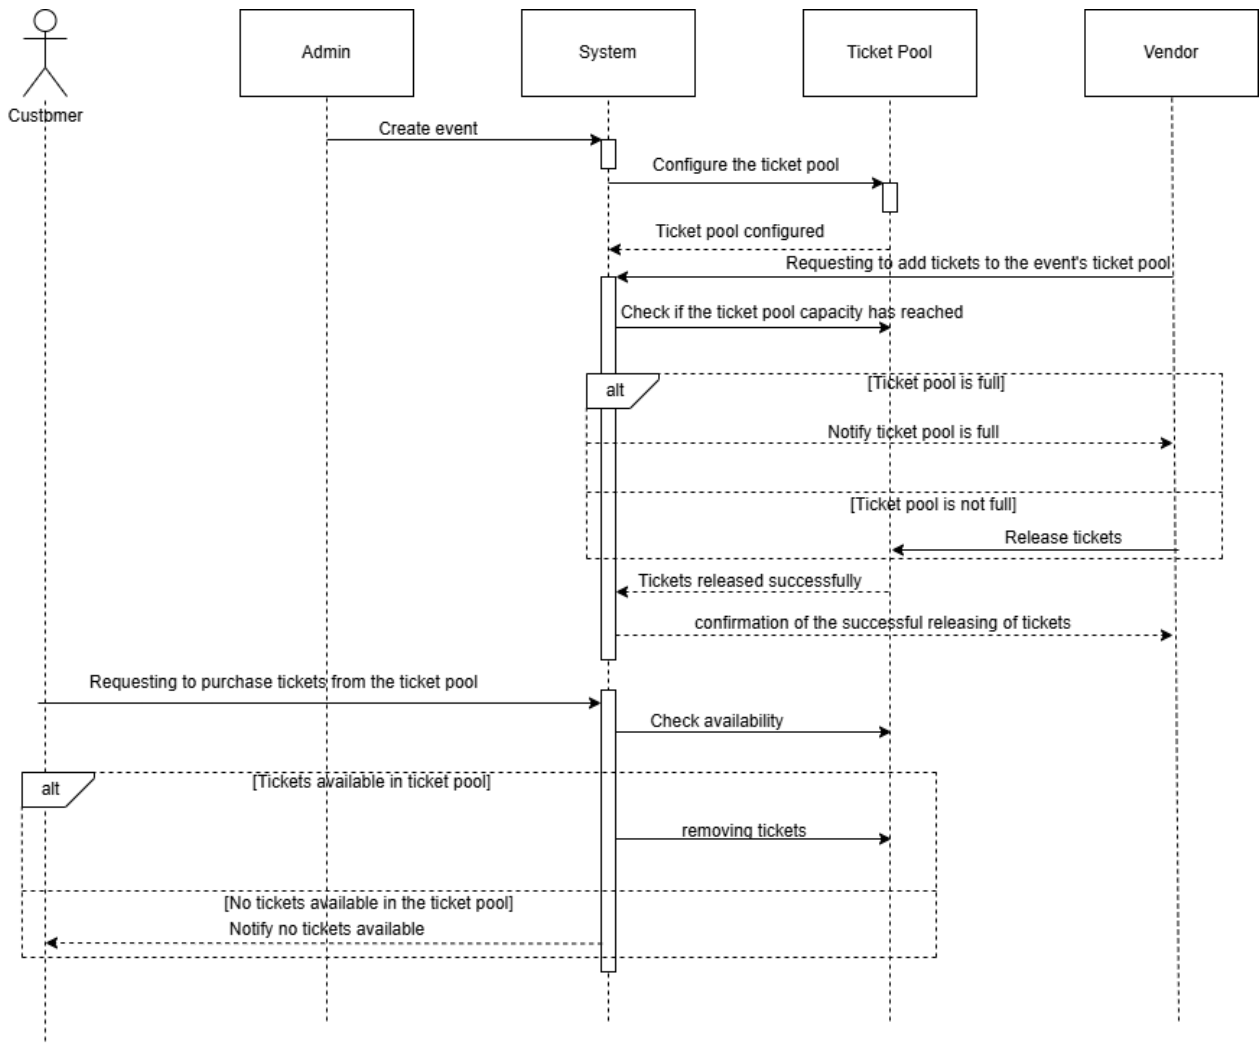 Customer
Admin
System
Ticket Pool
Vendor
Create event
Configure the ticket pool
Ticket pool configured
Requesting to add tickets to the event's ticket pool
Check if the ticket pool capacity has reached
alt
[Ticket pool is full]
Notify ticket pool is full
[Ticket pool is not full]
Release tickets
Tickets released successfully
confirmation of the successful releasing of tickets
Requesting to purchase tickets from the ticket pool
Check availability
alt
[Tickets available in ticket pool]
removing tickets
[No tickets available in the ticket pool]
Notify no tickets available